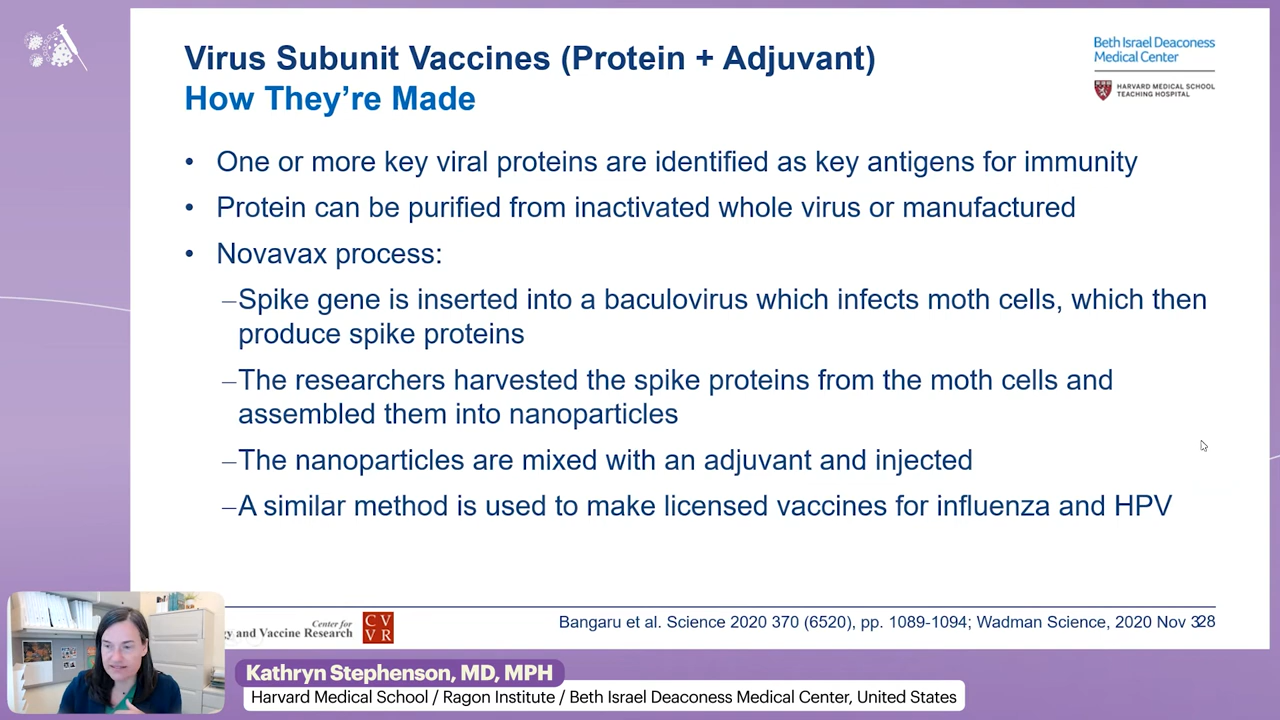 Virus Subunit Vaccines (Protein + Adjuvant)
How They're Made
Beth Israel Deaconess
Medical Center
HARVARD MEDICAL SCHOOL
TEACHING HOSPITAL
• One or more key viral proteins are identified as key antigens for immunity
• Protein can be purified from inactivated whole virus or manufactured
• Novavax process:
–Spike gene is inserted into a baculovirus which infects moth cells, which then
produce spike proteins
–The researchers harvested the spike proteins from the moth cells and
assembled them into nanoparticles
–The nanoparticles are mixed with an adjuvant and injected
–A similar method is used to make licensed vaccines for influenza and HPV
Center for
gy and Vaccine Research
CV
VR
Bangaru et al. Science 2020 370 (6520), pp. 1089-1094; Wadman Science, 2020 Nov 3
28
Kathryn Stephenson, MD, MPH
Harvard Medical School / Ragon Institute / Beth Israel Deaconess Medical Center, United States